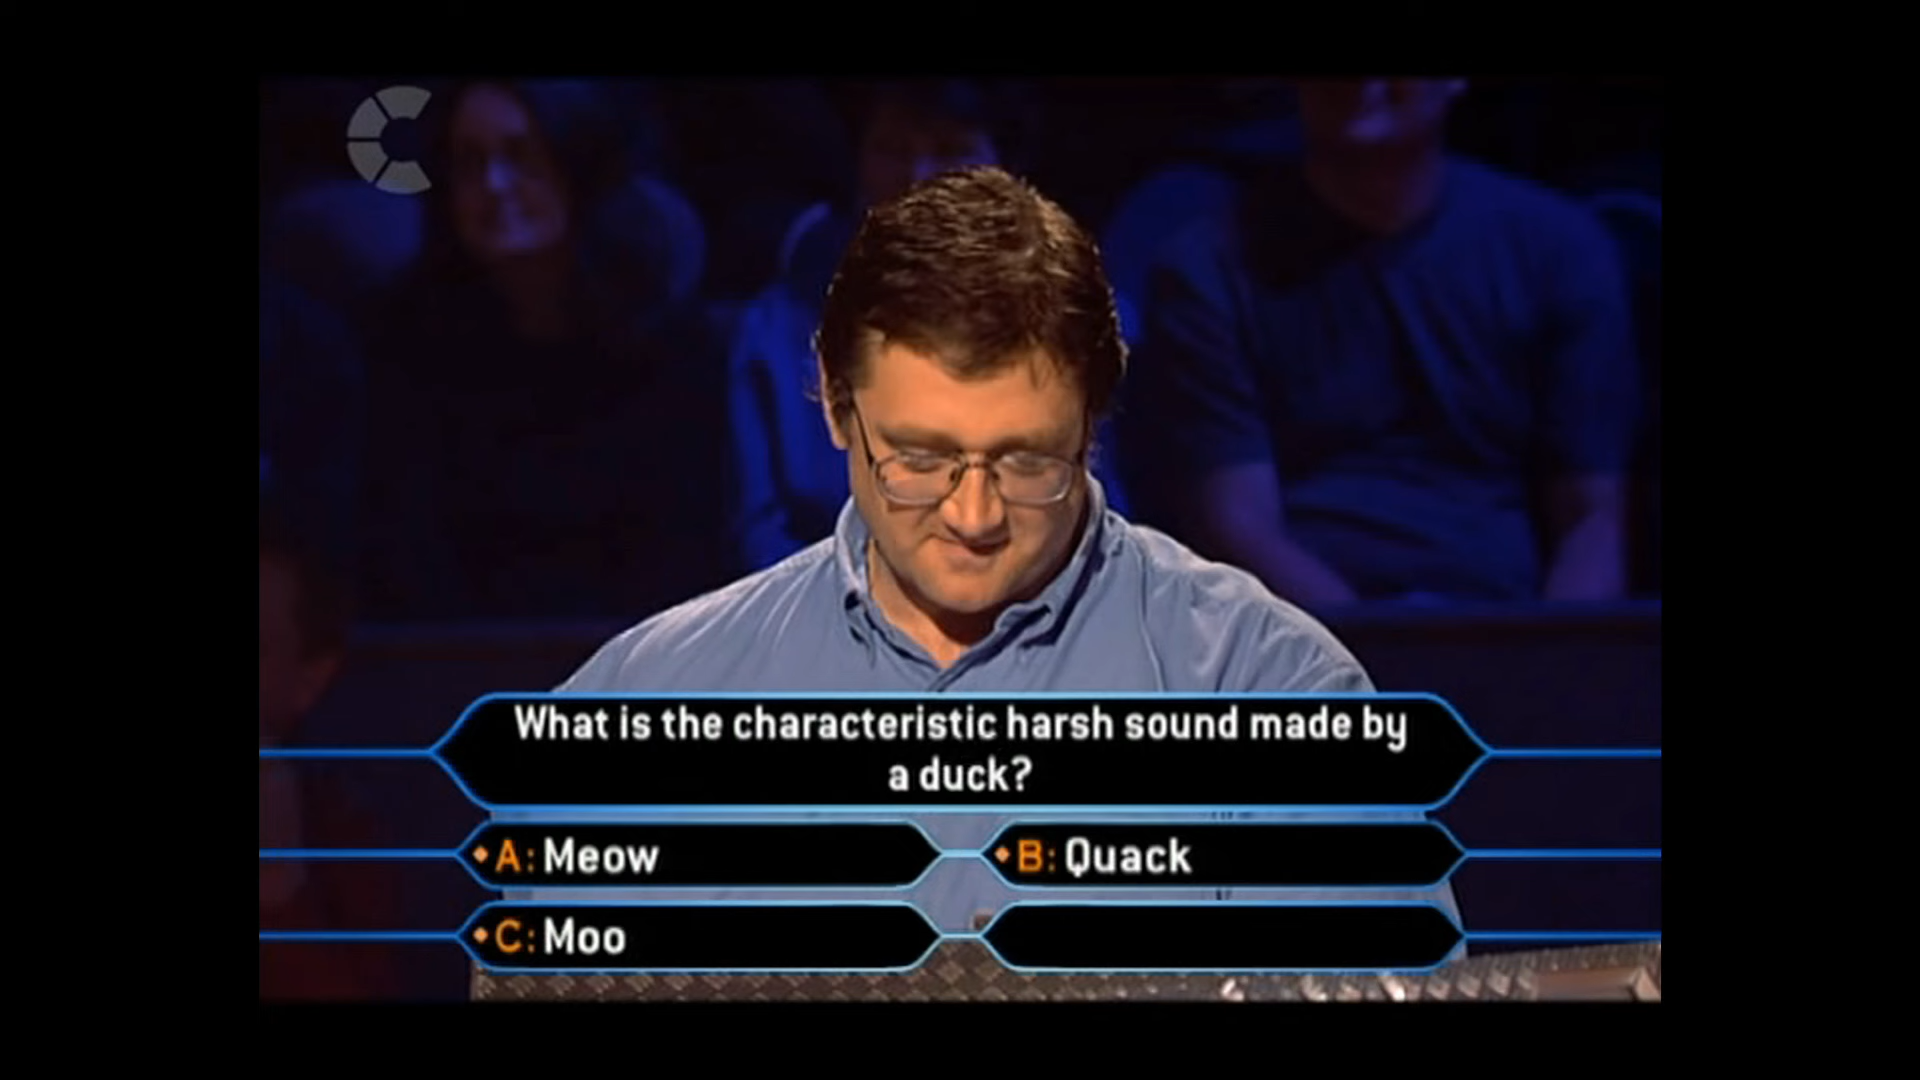 What is the characteristic harsh sound made by
a duck?
A: Meow
B: Quack
C: Moo